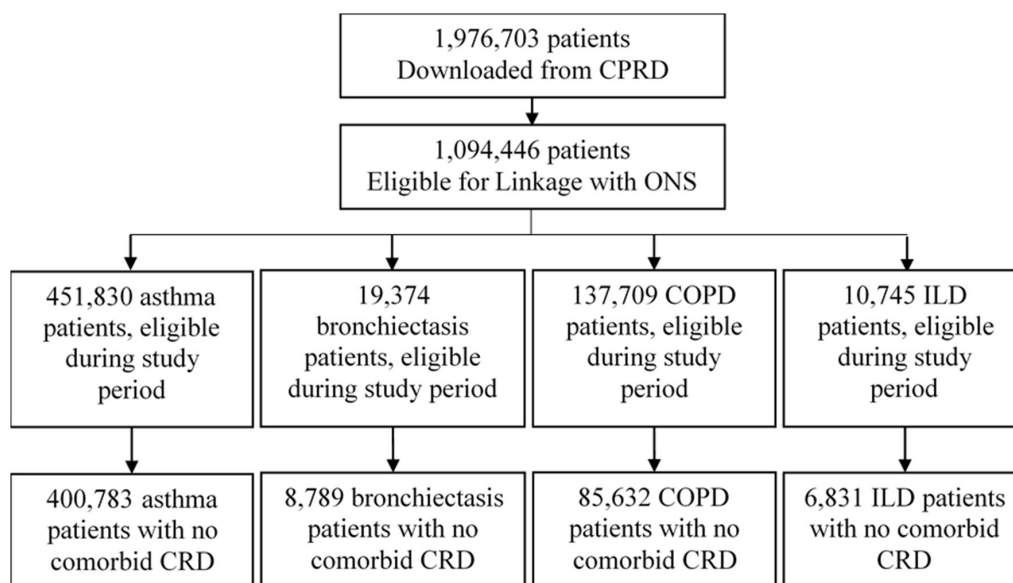 1,976,703 patients
Downloaded from CPRD
1,094,446 patients
Eligible for Linkage with ONS
451,830 asthma
patients, eligible
during study
period
19,374
bronchiectasis
patients, eligible
during study period
137,709 COPD
patients, eligible
during study
period
10,745 ILD
patients, eligible
during study
period
400,783 asthma
patients with no
comorbid CRD
8,789 bronchiectasis
patients with no
comorbid CRD
85,632 COPD
patients with no
comorbid CRD
6,831 ILD patients
with no comorbid
CRD